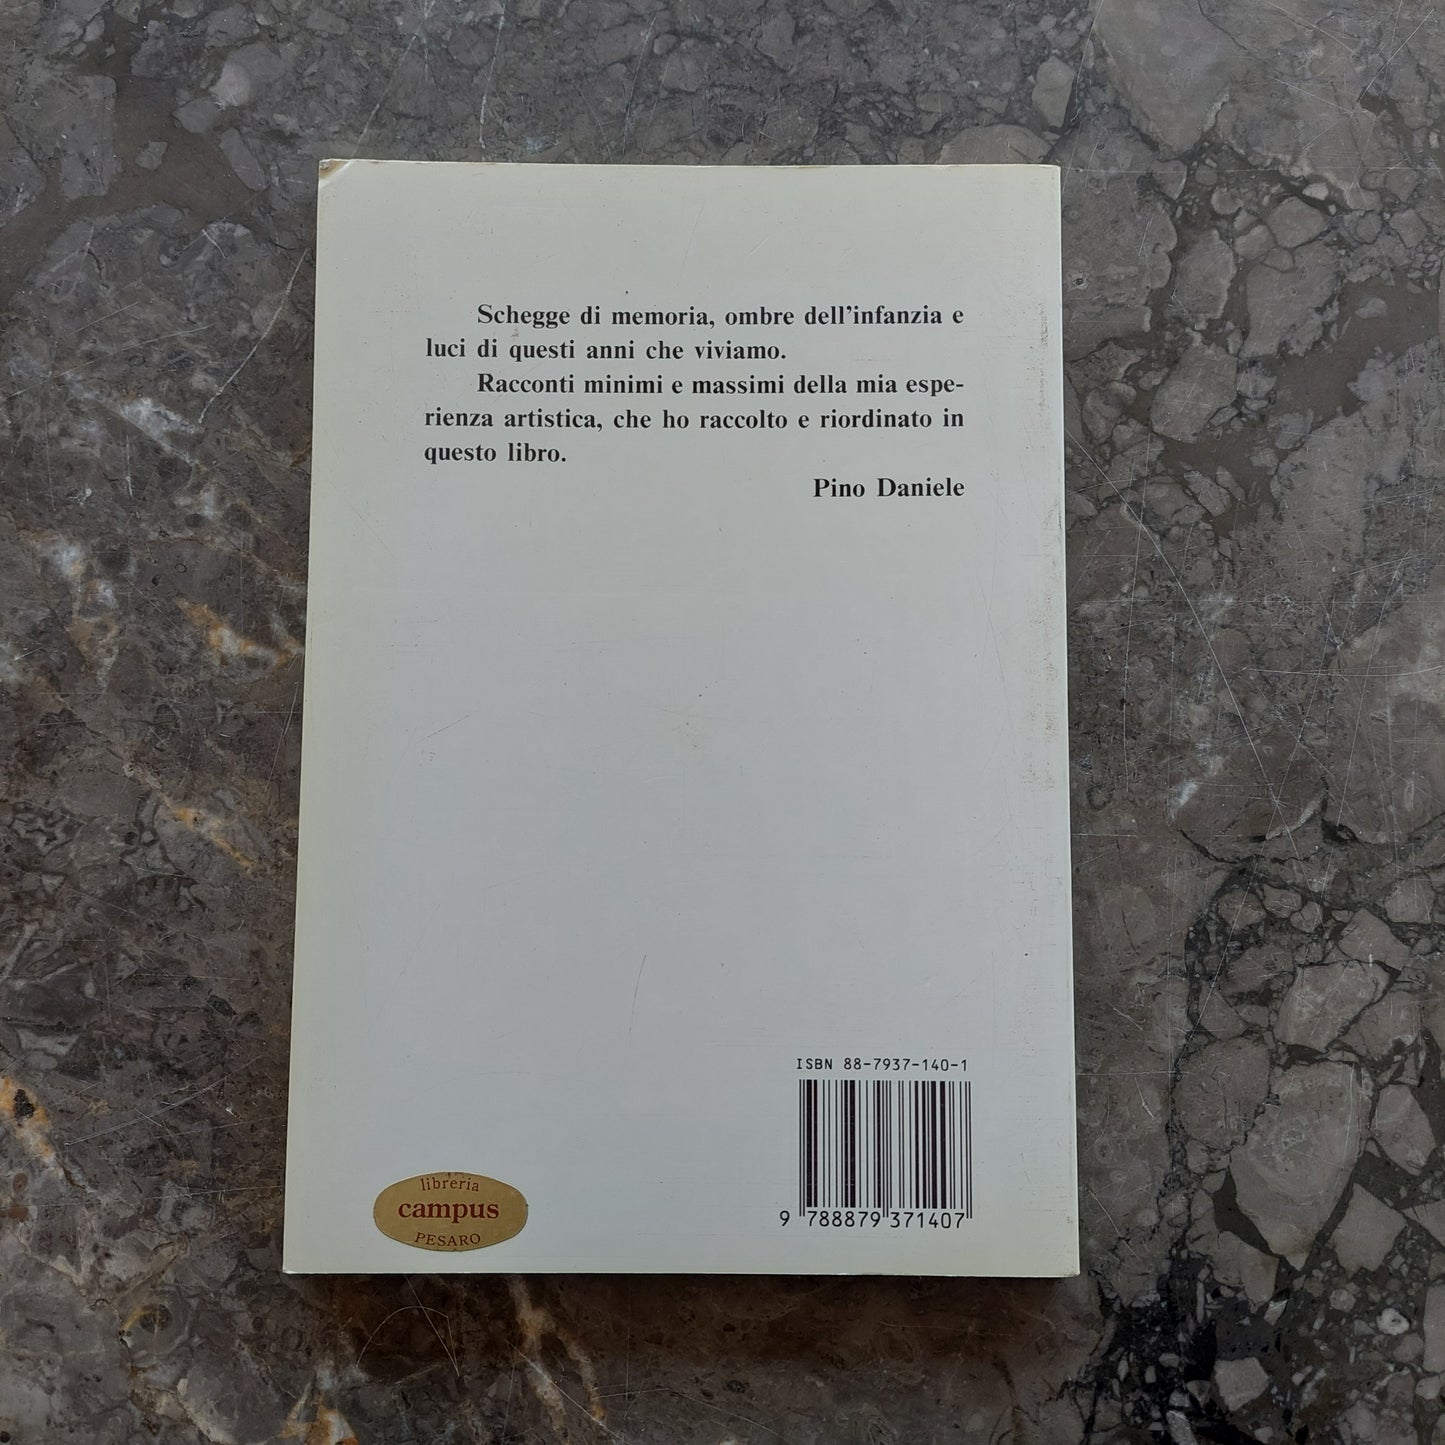 Schegge di memoria, ombre dell'infanzia e
luci di questi anni che viviamo.
Racconti minimi e massimi della mia espe-
rienza artistica, che ho raccolto e riordinato in
questo libro.
Pino Daniele
ISBN 88-7937-140-1
9 788879 371407
libreria
campus
PESARO